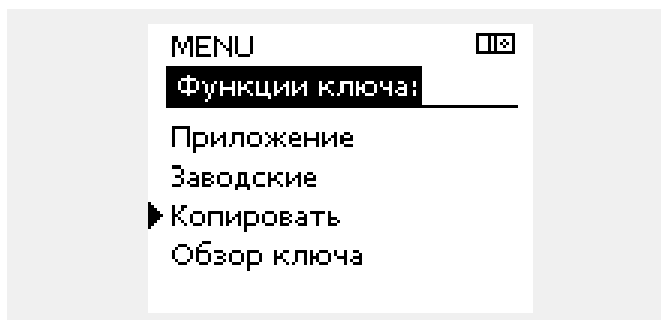 MENU
Функции ключа:
Приложение
Заводские
Копировать
Обзор ключа